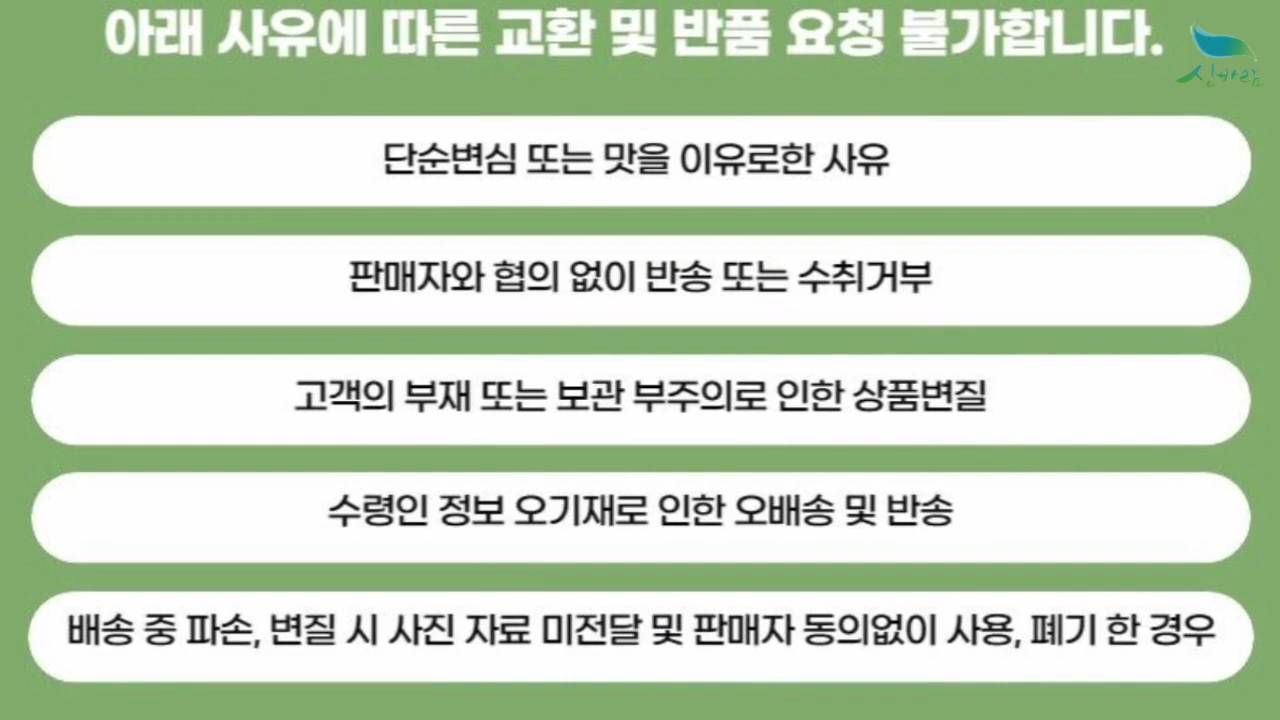 아래 사유에 따른 교환 및 반품 요청 불가합니다.
신바람
단순변심 또는 맛을 이유로한 사유
판매자와 협의 없이 반송 또는 수취거부
고객의 부재 또는 보관 부주의로 인한 상품변질
수령인 정보 오기재로 인한 오배송 및 반송
배송 중 파손, 변질 시 사진 자료 미전달 및 판매자 동의없이 사용, 폐기 한 경우